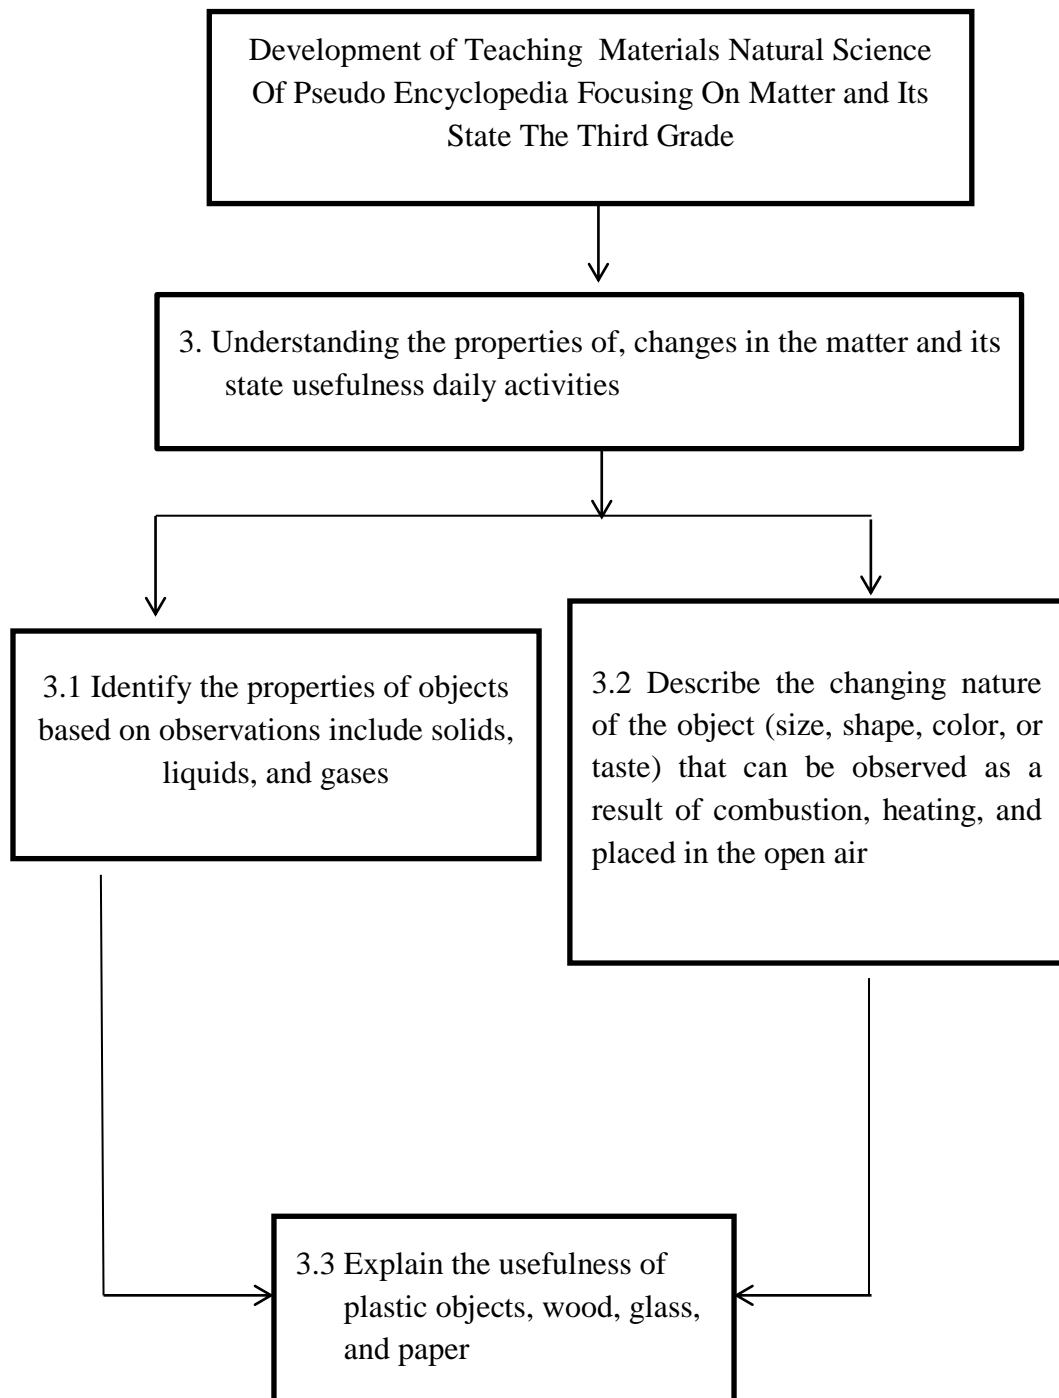 Development of Teaching Materials Natural Science
Of Pseudo Encyclopedia Focusing On Matter and Its
State The Third Grade
3. Understanding the properties of, changes in the matter and its
state usefulness daily activities
3.1 Identify the properties of objects
based on observations include solids,
liquids, and gases
3.2 Describe the changing nature
of the object (size, shape, color, or
taste) that can be observed as a
result of combustion, heating, and
placed in the open air
3.3 Explain the usefulness of
plastic objects, wood, glass,
and paper